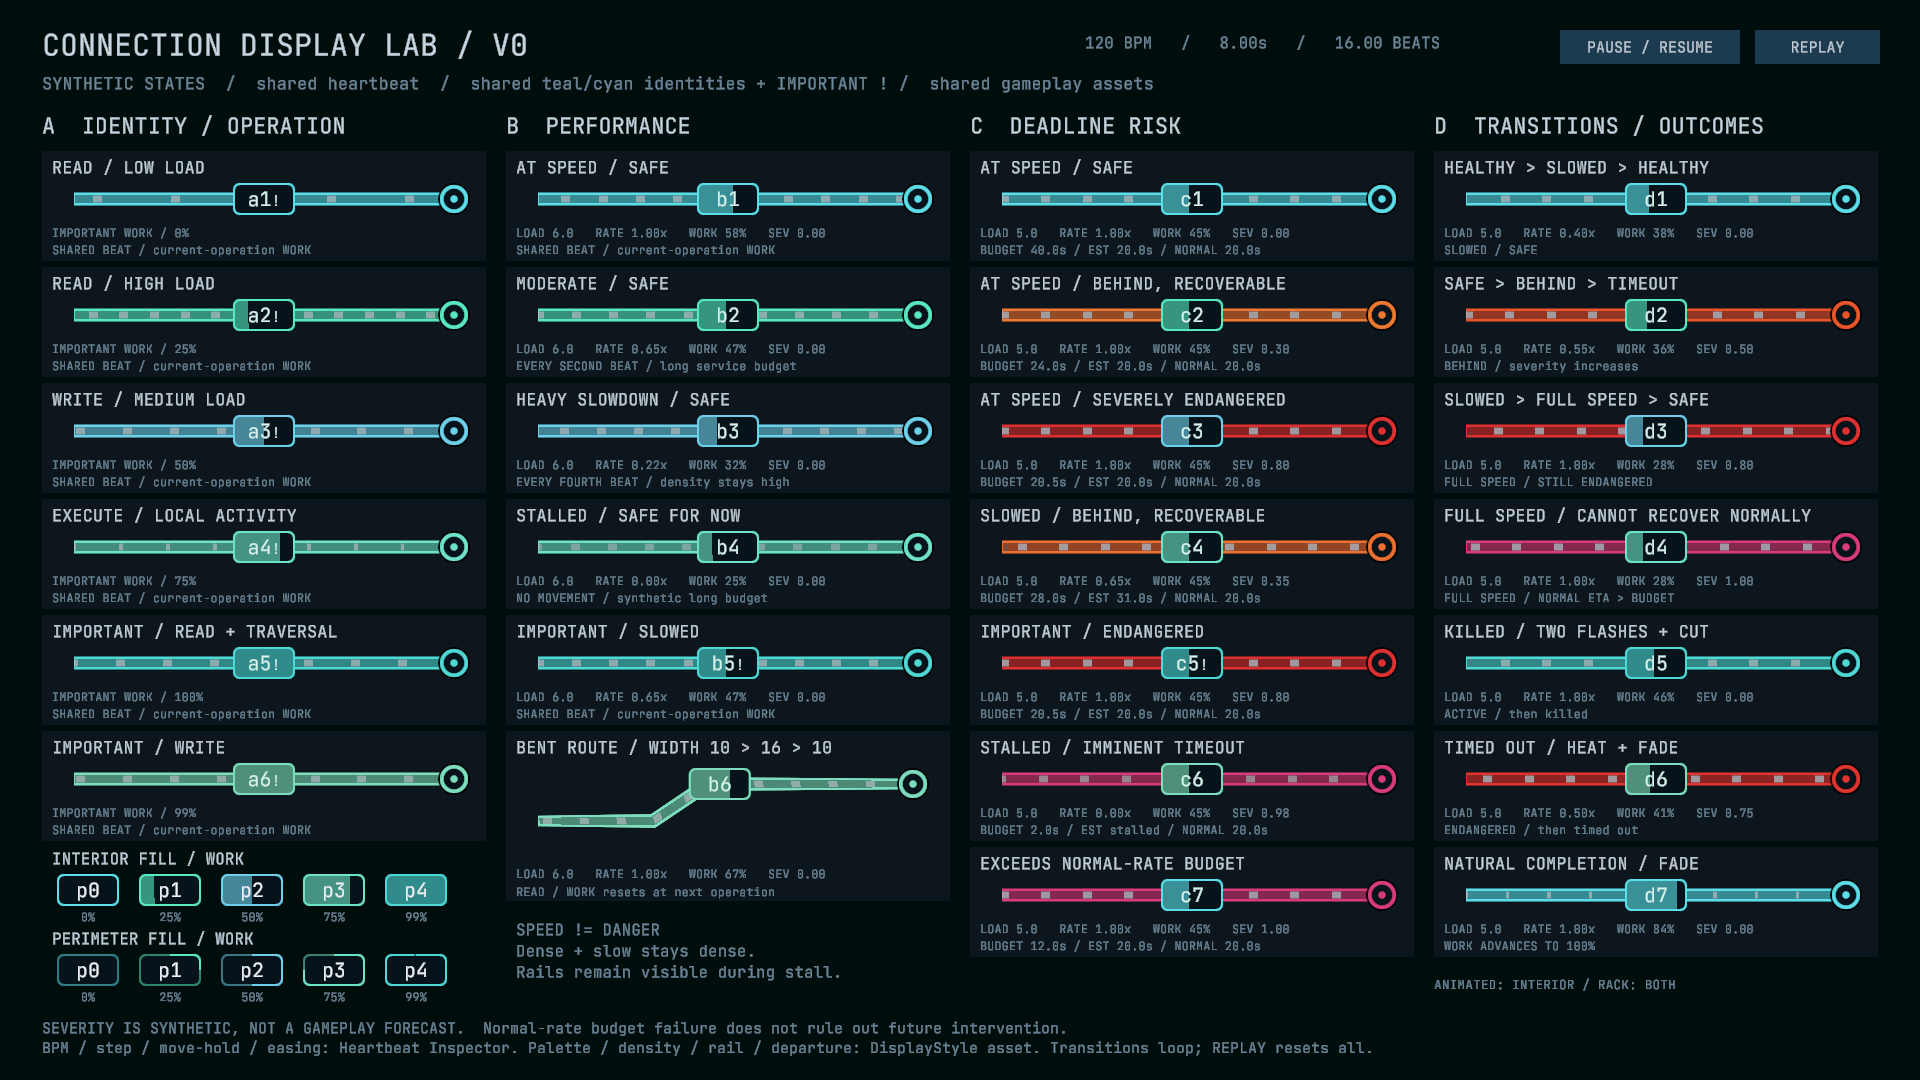 CONNECTION DISPLAY LAB / V0
120 BPM / 8.00s / 16.00 BEATS
PAUSE / RESUME
REPLAY
SYNTHETIC STATES / shared heartbeat / shared teal/cyan identities + IMPORTANT ! / shared gameplay assets
A IDENTITY / OPERATION
READ / LOW LOAD
a1!
IMPORTANT WORK / 0%
SHARED BEAT / current-operation WORK
READ / HIGH LOAD
a2!
IMPORTANT WORK / 25%
SHARED BEAT / current-operation WORK
WRITE / MEDIUM LOAD
a3!
IMPORTANT WORK / 50%
SHARED BEAT / current-operation WORK
EXECUTE / LOCAL ACTIVITY
a4!
IMPORTANT WORK / 75%
SHARED BEAT / current-operation WORK
IMPORTANT / READ + TRAVERSAL
a5!
IMPORTANT WORK / 100%
SHARED BEAT / current-operation WORK
IMPORTANT / WRITE
a6!
IMPORTANT WORK / 99%
SHARED BEAT / current-operation WORK
INTERIOR FILL / WORK
p0 p1 p2 p3 p4
0% 25% 50% 75% 99%
PERIMETER FILL / WORK
p0 p1 p2 p3 p4
0% 25% 50% 75% 99%
B PERFORMANCE
AT SPEED / SAFE
b1
LOAD 6.0 RATE 1.00x WORK 58% SEV 0.00
SHARED BEAT / current-operation WORK
MODERATE / SAFE
b2
LOAD 6.0 RATE 0.65x WORK 47% SEV 0.00
EVERY SECOND BEAT / long service budget
HEAVY SLOWDOWN / SAFE
b3
LOAD 6.0 RATE 0.22x WORK 32% SEV 0.00
EVERY FOURTH BEAT / density stays high
STALLED / SAFE FOR NOW
b4
LOAD 6.0 RATE 0.00x WORK 25% SEV 0.00
NO MOVEMENT / synthetic long budget
IMPORTANT / SLOWED
b5!
LOAD 6.0 RATE 0.65x WORK 47% SEV 0.00
SHARED BEAT / current-operation WORK
BENT ROUTE / WIDTH 10 > 16 > 10
b6
LOAD 6.0 RATE 1.00x WORK 67% SEV 0.00
READ / WORK resets at next operation
SPEED != DANGER
Dense + slow stays dense.
Rails remain visible during stall.
C DEADLINE RISK
AT SPEED / SAFE
c1
LOAD 5.0 RATE 1.00x WORK 45% SEV 0.00
BUDGET 40.0s / EST 20.0s / NORMAL 20.0s
AT SPEED / BEHIND, RECOVERABLE
c2
LOAD 5.0 RATE 1.00x WORK 45% SEV 0.30
BUDGET 24.0s / EST 20.0s / NORMAL 20.0s
AT SPEED / SEVERELY ENDANGERED
c3
LOAD 5.0 RATE 1.00x WORK 45% SEV 0.80
BUDGET 20.5s / EST 20.0s / NORMAL 20.0s
SLOWED / BEHIND, RECOVERABLE
c4
LOAD 5.0 RATE 0.65x WORK 45% SEV 0.35
BUDGET 28.0s / EST 31.0s / NORMAL 20.0s
IMPORTANT / ENDANGERED
c5!
LOAD 5.0 RATE 1.00x WORK 45% SEV 0.80
BUDGET 20.5s / EST 20.0s / NORMAL 20.0s
STALLED / IMMINENT TIMEOUT
c6
LOAD 5.0 RATE 0.00x WORK 45% SEV 0.98
BUDGET 2.0s / EST stalled / NORMAL 20.0s
EXCEEDS NORMAL-RATE BUDGET
c7
LOAD 5.0 RATE 1.00x WORK 45% SEV 1.00
BUDGET 12.0s / EST 20.0s / NORMAL 20.0s
D TRANSITIONS / OUTCOMES
HEALTHY > SLOWED > HEALTHY
d1
LOAD 5.0 RATE 0.40x WORK 38% SEV 0.00
SLOWED / SAFE
SAFE > BEHIND > TIMEOUT
d2
LOAD 5.0 RATE 0.55x WORK 36% SEV 0.50
BEHIND / severity increases
SLOWED > FULL SPEED > SAFE
d3
LOAD 5.0 RATE 1.00x WORK 28% SEV 0.80
FULL SPEED / STILL ENDANGERED
FULL SPEED / CANNOT RECOVER NORMALLY
d4
LOAD 5.0 RATE 1.00x WORK 28% SEV 1.00
FULL SPEED / NORMAL ETA > BUDGET
KILLED / TWO FLASHES + CUT
d5
LOAD 5.0 RATE 1.00x WORK 46% SEV 0.00
ACTIVE / then killed
TIMED OUT / HEAT + FADE
d6
LOAD 5.0 RATE 0.50x WORK 41% SEV 0.75
ENDANGERED / then timed out
NATURAL COMPLETION / FADE
d7
LOAD 5.0 RATE 1.00x WORK 84% SEV 0.00
WORK ADVANCES TO 100%
ANIMATED: INTERIOR / RACK: BOTH
SEVERITY IS SYNTHETIC, NOT A GAMEPLAY FORECAST. Normal-rate budget failure does not rule out future intervention.
BPM / step / move-hold / easing: Heartbeat Inspector. Palette / density / rail / departure: DisplayStyle asset. Transitions loop; REPLAY resets all.